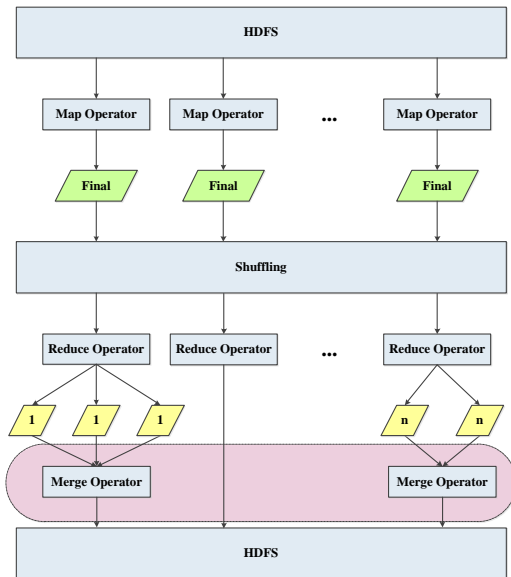 HDFS
Map Operator Map Operator ... Map Operator
Final Final Final
Shuffling
Reduce Operator Reduce Operator ... Reduce Operator
1 1 1 n n
Merge Operator Merge Operator
HDFS